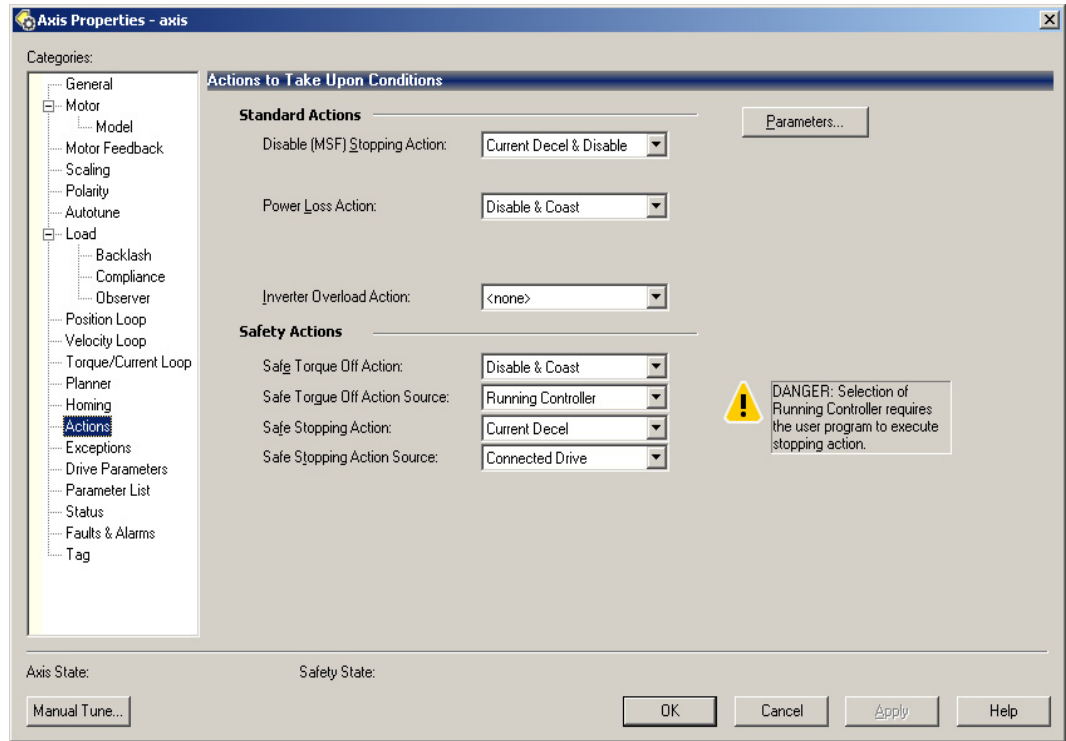 Axis Properties - axis
Categories:
General
Motor
Model
Motor Feedback
Scaling
Polarity
Autotune
Load
Backlash
Compliance
Observer
Position Loop
Velocity Loop
Torque/Current Loop
Planner
Homing
Actions
Exceptions
Drive Parameters
Parameter List
Status
Faults & Alarms
Tag
Actions to Take Upon Conditions
Standard Actions
Parameters...
Disable (MSF) Stopping Action: Current Decel & Disable
Power Loss Action: Disable & Coast
Inverter Overload Action: <none>
Safety Actions
Safe Torque Off Action: Disable & Coast
Safe Torque Off Action Source: Running Controller
Safe Stopping Action: Current Decel
Safe Stopping Action Source: Connected Drive
DANGER: Selection of
Running Controller requires
the user program to execute
stopping action.
Axis State: Safety State:
Manual Tune... OK Cancel Apply Help